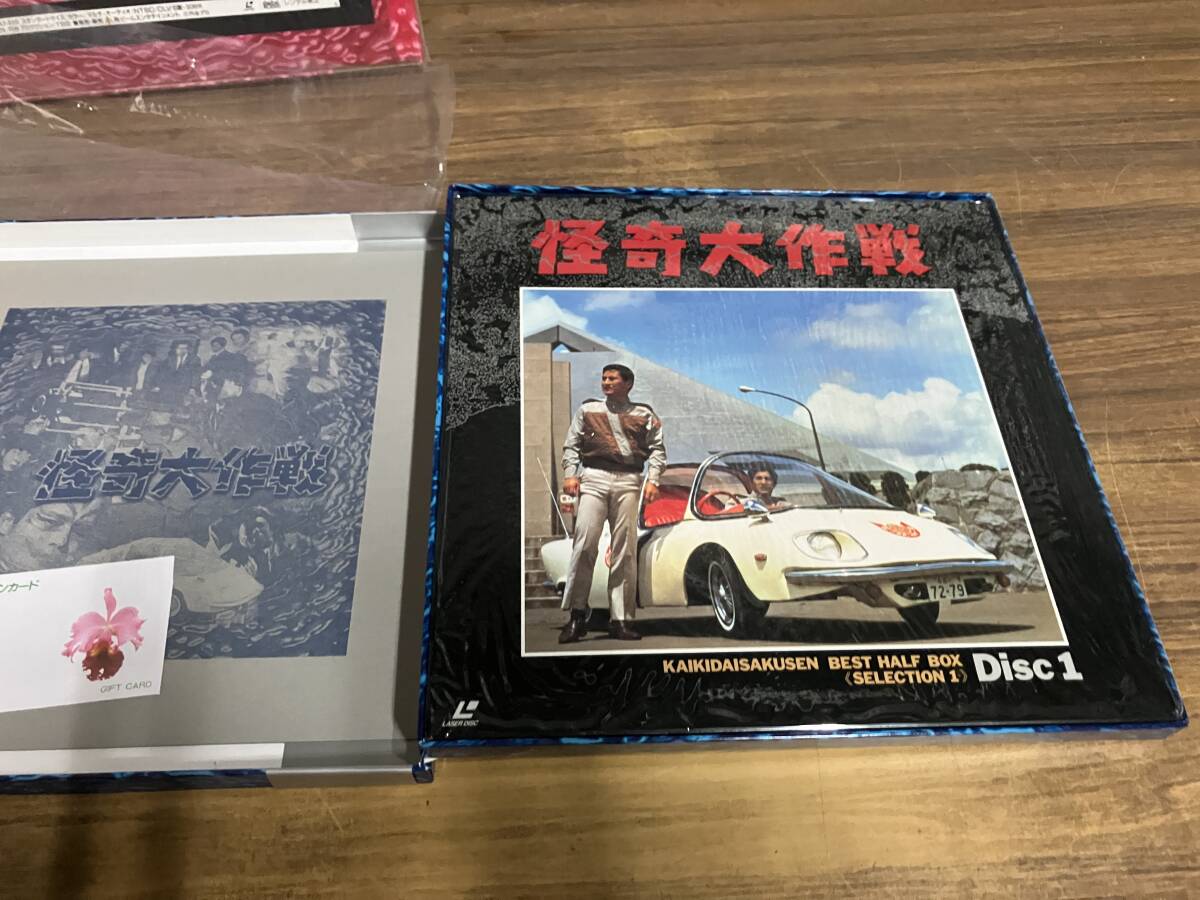 怪奇大作戦
怪奇大作戦
ンカード
GIFT CARD
72-79
KAIKIDAISAKUSEN BEST HALF BOX
《SELECTION 1》
Disc 1
LASER DISC